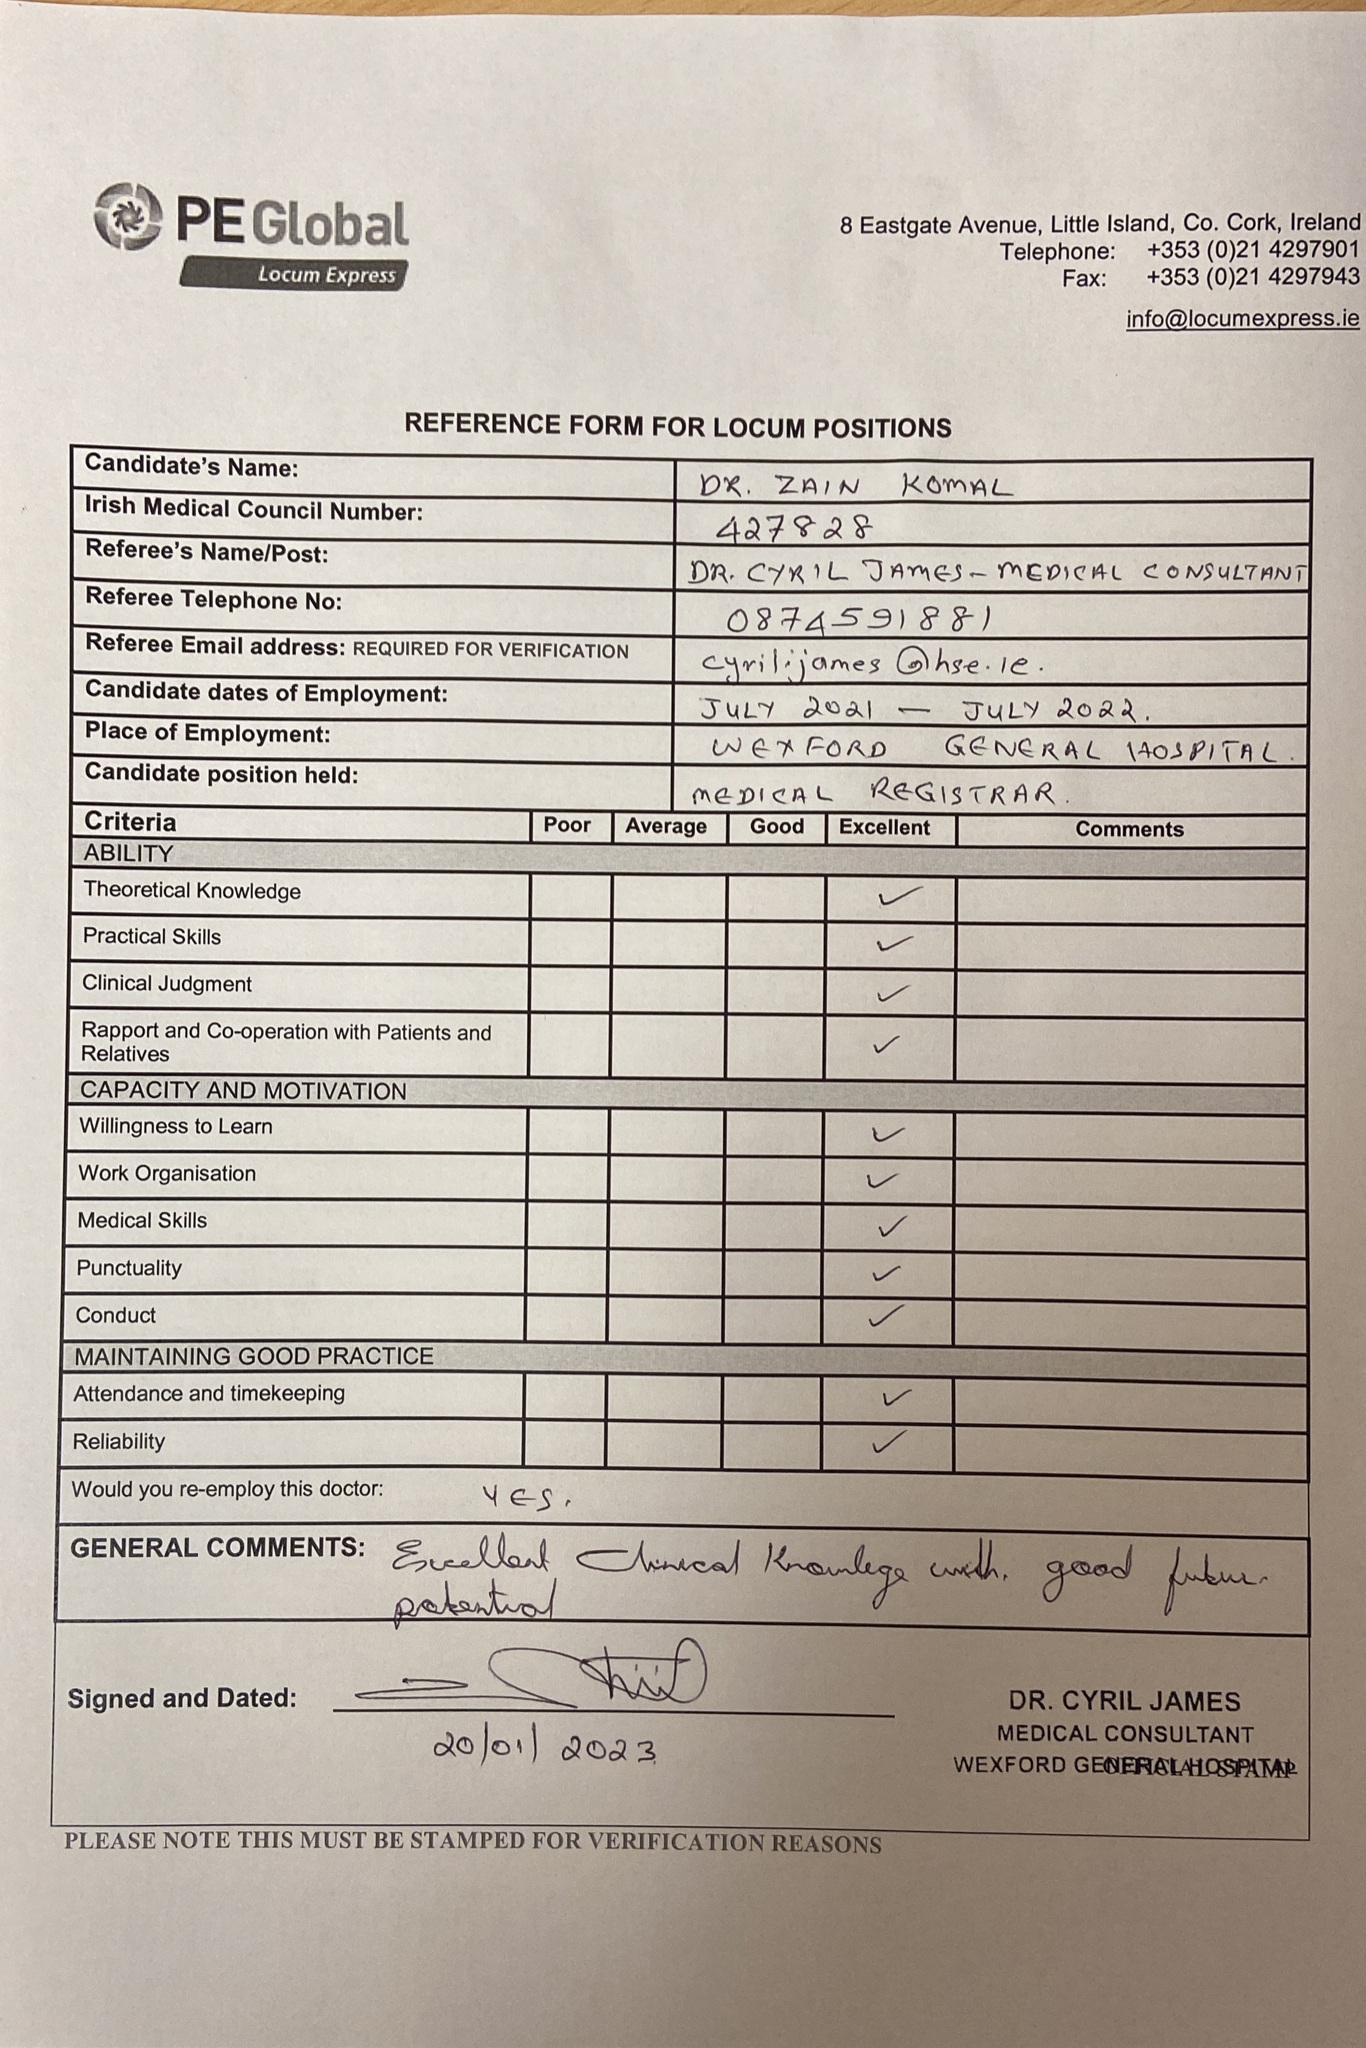 PE Global
Locum Express
8 Eastgate Avenue, Little Island, Co. Cork, Ireland
Telephone: +353 (0)21 4297901
Fax: +353 (0)21 4297943
info@locumexpress.ie
REFERENCE FORM FOR LOCUM POSITIONS
Candidate's Name: DR. ZAIN KOMAL
Irish Medical Council Number: 427828
Referee's Name/Post: DR. CYRIL JAMES - MEDICAL CONSULTANT
Referee Telephone No: 0874591881
Referee Email address: REQUIRED FOR VERIFICATION cyril.james@hse.ie.
Candidate dates of Employment: JULY 2021 - JULY 2022.
Place of Employment: WEXFORD GENERAL HOSPITAL.
Candidate position held: MEDICAL REGISTRAR.
Criteria Poor Average Good Excellent Comments
ABILITY
Theoretical Knowledge ✓
Practical Skills ✓
Clinical Judgment ✓
Rapport and Co-operation with Patients and
Relatives ✓
CAPACITY AND MOTIVATION
Willingness to Learn ✓
Work Organisation ✓
Medical Skills ✓
Punctuality ✓
Conduct ✓
MAINTAINING GOOD PRACTICE
Attendance and timekeeping ✓
Reliability ✓
Would you re-employ this doctor: YES.
GENERAL COMMENTS: Excellent Clinical Knowlege with. good future
potential
Signed and Dated:
20/01/2023
DR. CYRIL JAMES
MEDICAL CONSULTANT
WEXFORD GENERAL HOSPITAL
OFFICIAL STAMP
PLEASE NOTE THIS MUST BE STAMPED FOR VERIFICATION REASONS